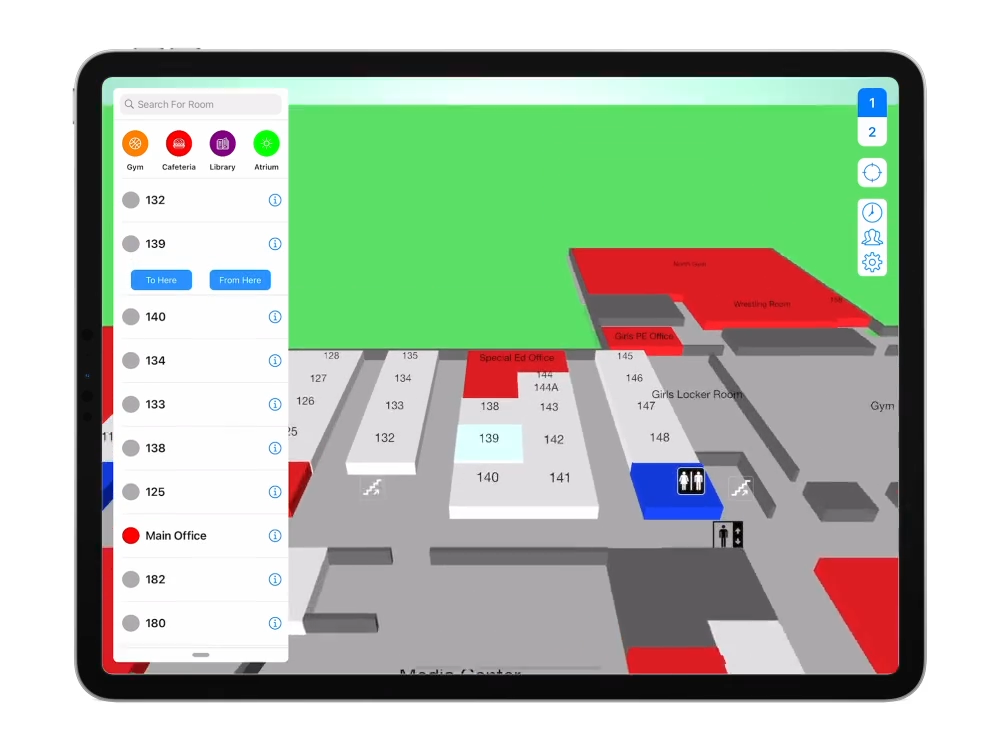 Search For Room
Gym
Cafeteria
Library
Atrium
132
139
To Here
From Here
140
134
133
138
125
Main Office
182
180
1
2
Wrestling Room
Girls PE Office
128
135
Special Ed Office
145
127
134
144
146
144A
126
133
138
143
147
Girls Locker Room
Gym
132
139
142
148
140
141
Media Center